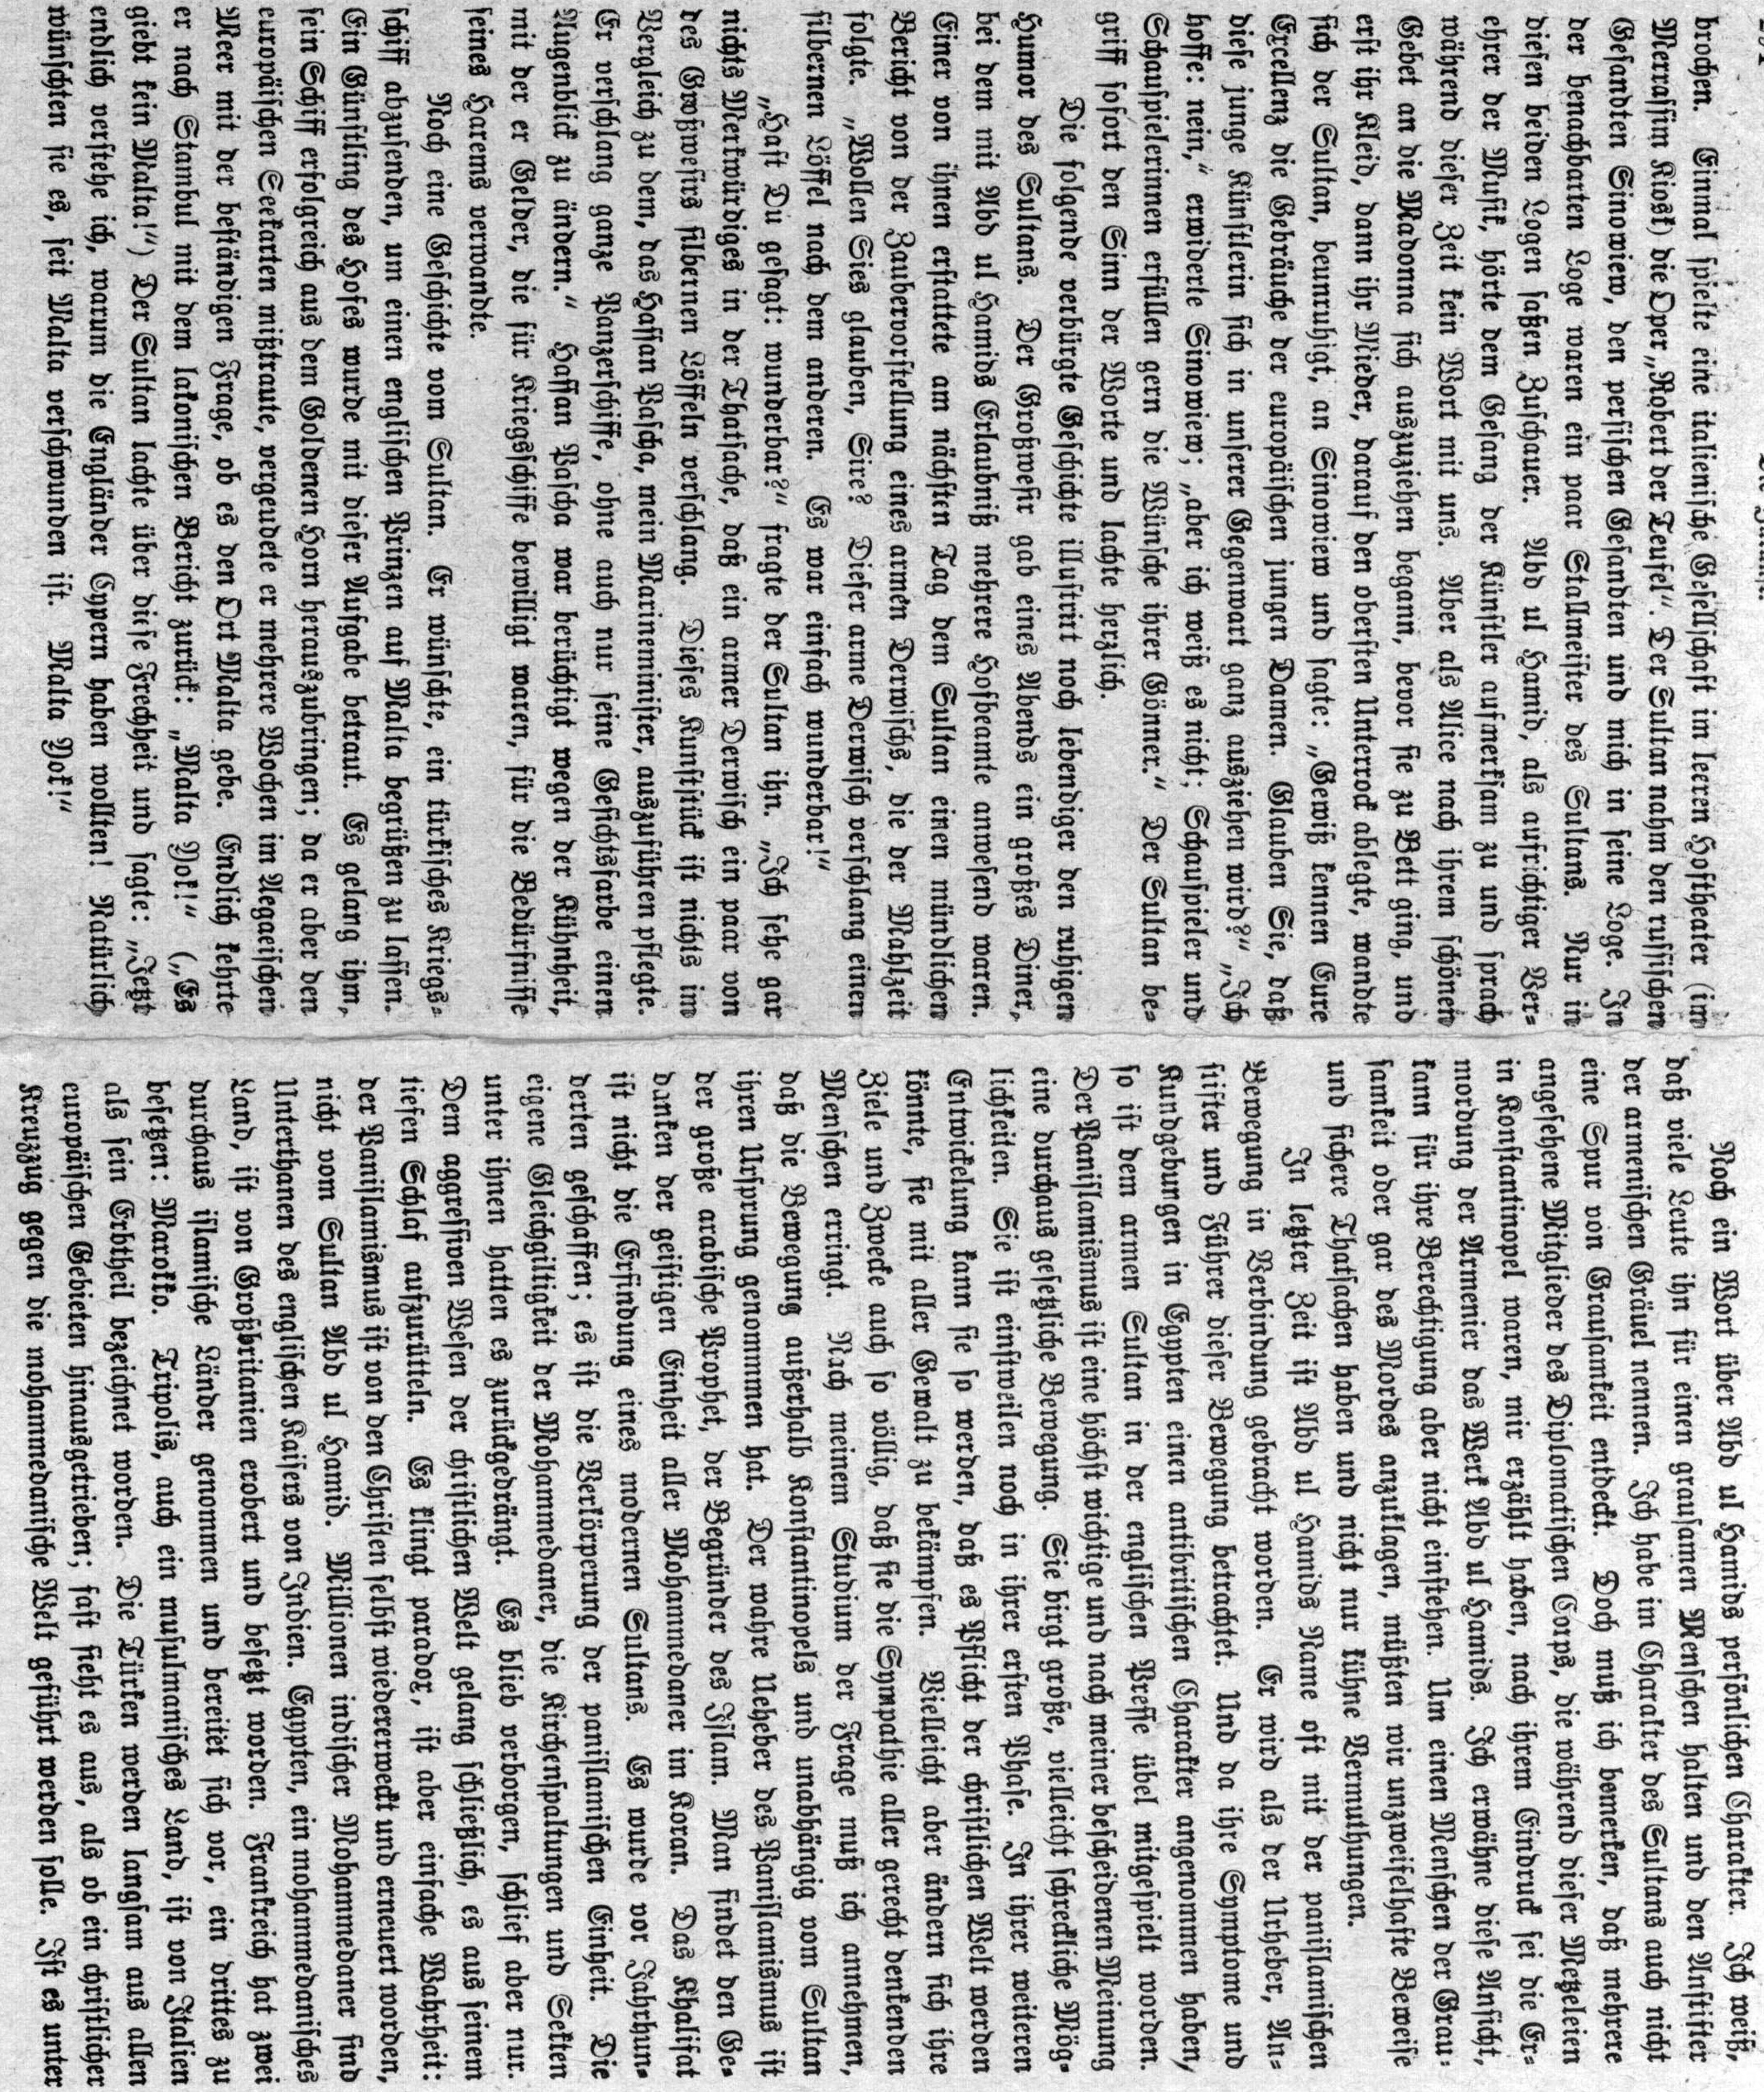 brochen. Einmal spielte eine italienische Gesellschaft im leeren Hoftheater (im
Merrassim Kiosk) die Oper „Robert der Teufel“. Der Sultan nahm den russischen
Gesandten Sinowiew, den persischen Gesandten und mich in seine Loge. In
der benachbarten Loge waren ein paar Stallmeister des Sultans. Nur in
diesen beiden Logen saßen Zuschauer. Abd ul Hamid, als aufrichtiger Ver-
ehrer der Musik, hörte dem Gesang der Künstler aufmerksam zu und sprach
während dieser Zeit kein Wort mit uns. Aber als Alice nach ihrem schönen
Gebet an die Madonna sich auszuziehen begann, bevor sie zu Bett ging, und
erst ihr Kleid, dann ihr Mieder, darauf den obersten Unterrock ablegte, wandte
sich der Sultan, beunruhigt, an Sinowiew und sagte: „Gewiß kennen Eure
Excellenz die Gebräuche der europäischen jungen Damen. Glauben Sie, daß
diese junge Künstlerin sich in unserer Gegenwart ganz ausziehen wird?“ „Ich
hoffe: nein,“ erwiderte Sinowiew; „aber ich weiß es nicht; Schauspieler und
Schauspielerinnen erfüllen gern die Wünsche ihrer Gönner.“ Der Sultan be-
griff sofort den Sinn der Worte und lachte herzlich.
Die folgende verbürgte Geschichte illustrirt noch lebendiger den ruhigen
Humor des Sultans. Der Großwesir gab eines Abends ein großes Diner,
bei dem mit Abd ul Hamids Erlaubniß mehrere Hofbeamte anwesend waren.
Einer von ihnen erstattete am nächsten Tag dem Sultan einen mündlichen
Bericht von der Zaubervorstellung eines armen Derwischs, die der Mahlzeit
folgte. „Wollen Sies glauben, Sire? Dieser arme Derwisch verschlang einen
silbernen Löffel nach dem anderen. Es war einfach wunderbar!“
„Hast Du gesagt: wunderbar?“ fragte der Sultan ihn. „Ich sehe gar
nichts Merkwürdiges in der Thatsache, daß ein armer Derwisch ein paar von
des Großwesirs silbernen Löffeln verschlang. Dieses Kunststück ist nichts im
Vergleich zu dem, das Hassan Pascha, mein Marineminister, auszuführen pflegte.
Er verschlang ganze Panzerschiffe, ohne auch nur seine Gesichtsfarbe einen
Augenblick zu ändern.“ Hassan Pascha war berüchtigt wegen der Kühnheit,
mit der er Gelder, die für Kriegsschiffe bewilligt waren, für die Bedürfnisse
seines Harems verwandte.
Noch eine Geschichte vom Sultan. Er wünschte, ein türkisches Kriegs-
schiff abzusenden, um einen englischen Prinzen auf Malta begrüßen zu lassen.
Ein Günstling des Hofes wurde mit dieser Aufgabe betraut. Es gelang ihm,
sein Schiff erfolgreich aus dem Goldenen Horn herauszubringen; da er aber den
europäischen Seekarten mißtraute, vergeudete er mehrere Wochen im Aegaeischen
Meer mit der beständigen Frage, ob es den Ort Malta gebe. Endlich kehrte
er nach Stambul mit dem lakonischen Bericht zurück: „Malta Yok!“ („Es
giebt kein Malta!“) Der Sultan lachte über diese Frechheit und sagte: „Jetzt
endlich verstehe ich, warum die Engländer Cypern haben wollten! Natürlich
wünschten sie es, seit Malta verschwunden ist. Malta Yok!“
Noch ein Wort über Abd ul Hamids persönlichen Charakter. Ich weiß,
daß viele Leute ihn für einen grausamen Menschen halten und den Anstifter
der armenischen Gräuel nennen. Ich habe im Charakter des Sultans auch nicht
eine Spur von Grausamkeit entdeckt. Doch muß ich bemerken, daß mehrere
angesehene Mitglieder des Diplomatischen Corps, die während dieser Metzeleien
in Konstantinopel waren, mir erzählt haben, nach ihrem Eindruck sei die Er-
mordung der Armenier das Werk Abd ul Hamids. Ich erwähne diese Ansicht,
kann für ihre Berechtigung aber nicht einstehen. Um einen Menschen der Grau-
samkeit oder gar des Mordes anzuklagen, müßten wir unzweifelhafte Beweise
und sichere Thatsachen haben und nicht nur kühne Vermuthungen.
In letzter Zeit ist Abd ul Hamids Name oft mit der panislamischen
Bewegung in Verbindung gebracht worden. Er wird als der Urheber, An-
stifter und Führer dieser Bewegung betrachtet. Und da ihre Symptome und
Kundgebungen in Egypten einen antibritischen Charakter angenommen haben,
so ist dem armen Sultan in der englischen Presse übel mitgespielt worden.
Der Panislamismus ist eine höchst wichtige und nach meiner bescheidenen Meinung
eine durchaus gesetzliche Bewegung. Sie birgt große, vielleicht schreckliche Mög-
lichkeiten. Sie ist einstweilen noch in ihrer ersten Phase. In ihrer weiteren
Entwickelung kann sie so werden, daß es Pflicht der christlichen Welt werden
könnte, sie mit aller Gewalt zu bekämpfen. Vielleicht aber ändern sich ihre
Ziele und Zwecke auch so völlig, daß sie die Sympathie aller gerecht denkenden
Menschen erringt. Nach meinem Studium der Frage muß ich annehmen,
daß die Bewegung außerhalb Konstantinopels und unabhängig vom Sultan
ihren Ursprung genommen hat. Der wahre Ueheber des Panislamismus ist
der große arabische Prophet, der Begründer des Islam. Man findet den Ge-
danken der geistigen Einheit aller Mohammedaner im Koran. Das Khalifat
ist nicht die Erfindung eines modernen Sultans. Es wurde vor Jahrhun-
derten geschaffen; es ist die Verkörperung der panislamischen Einheit. Die
eigene Gleichgiltigkeit der Mohammedaner, die Kirchenspaltungen und Sekten
unter ihnen hatten es zurückgedrängt. Es blieb verborgen, schlief aber nur.
Dem aggressiven Wesen der christlichen Welt gelang schließlich, es aus seinem
tiefen Schlaf aufzurütteln. Es klingt paradox, ist aber einfache Wahrheit:
der Panislamismus ist von den Christen selbst wiedererweckt und erneuert worden,
nicht vom Sultan Abd ul Hamid. Millionen indischer Mohammedaner sind
Unterthanen des englischen Kaisers von Indien. Egypten, ein mohammedanisches
Land, ist von Großbritanien erobert und besetzt worden. Frankreich hat zwei
durchaus islamische Länder genommen und bereitet sich vor, ein drittes zu
besetzen: Marokko. Tripolis, auch ein musulmanisches Land, ist von Italien
als sein Erbtheil bezeichnet worden. Die Türken werden langsam aus allen
europäischen Gebieten hinausgetrieben; fast sieht es aus, als ob ein christlicher
Kreuzzug gegen die mohammedanische Welt geführt werden solle. Ist es unter